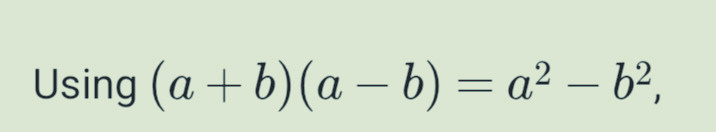 Using (a + b)(a − b) = a² − b²,